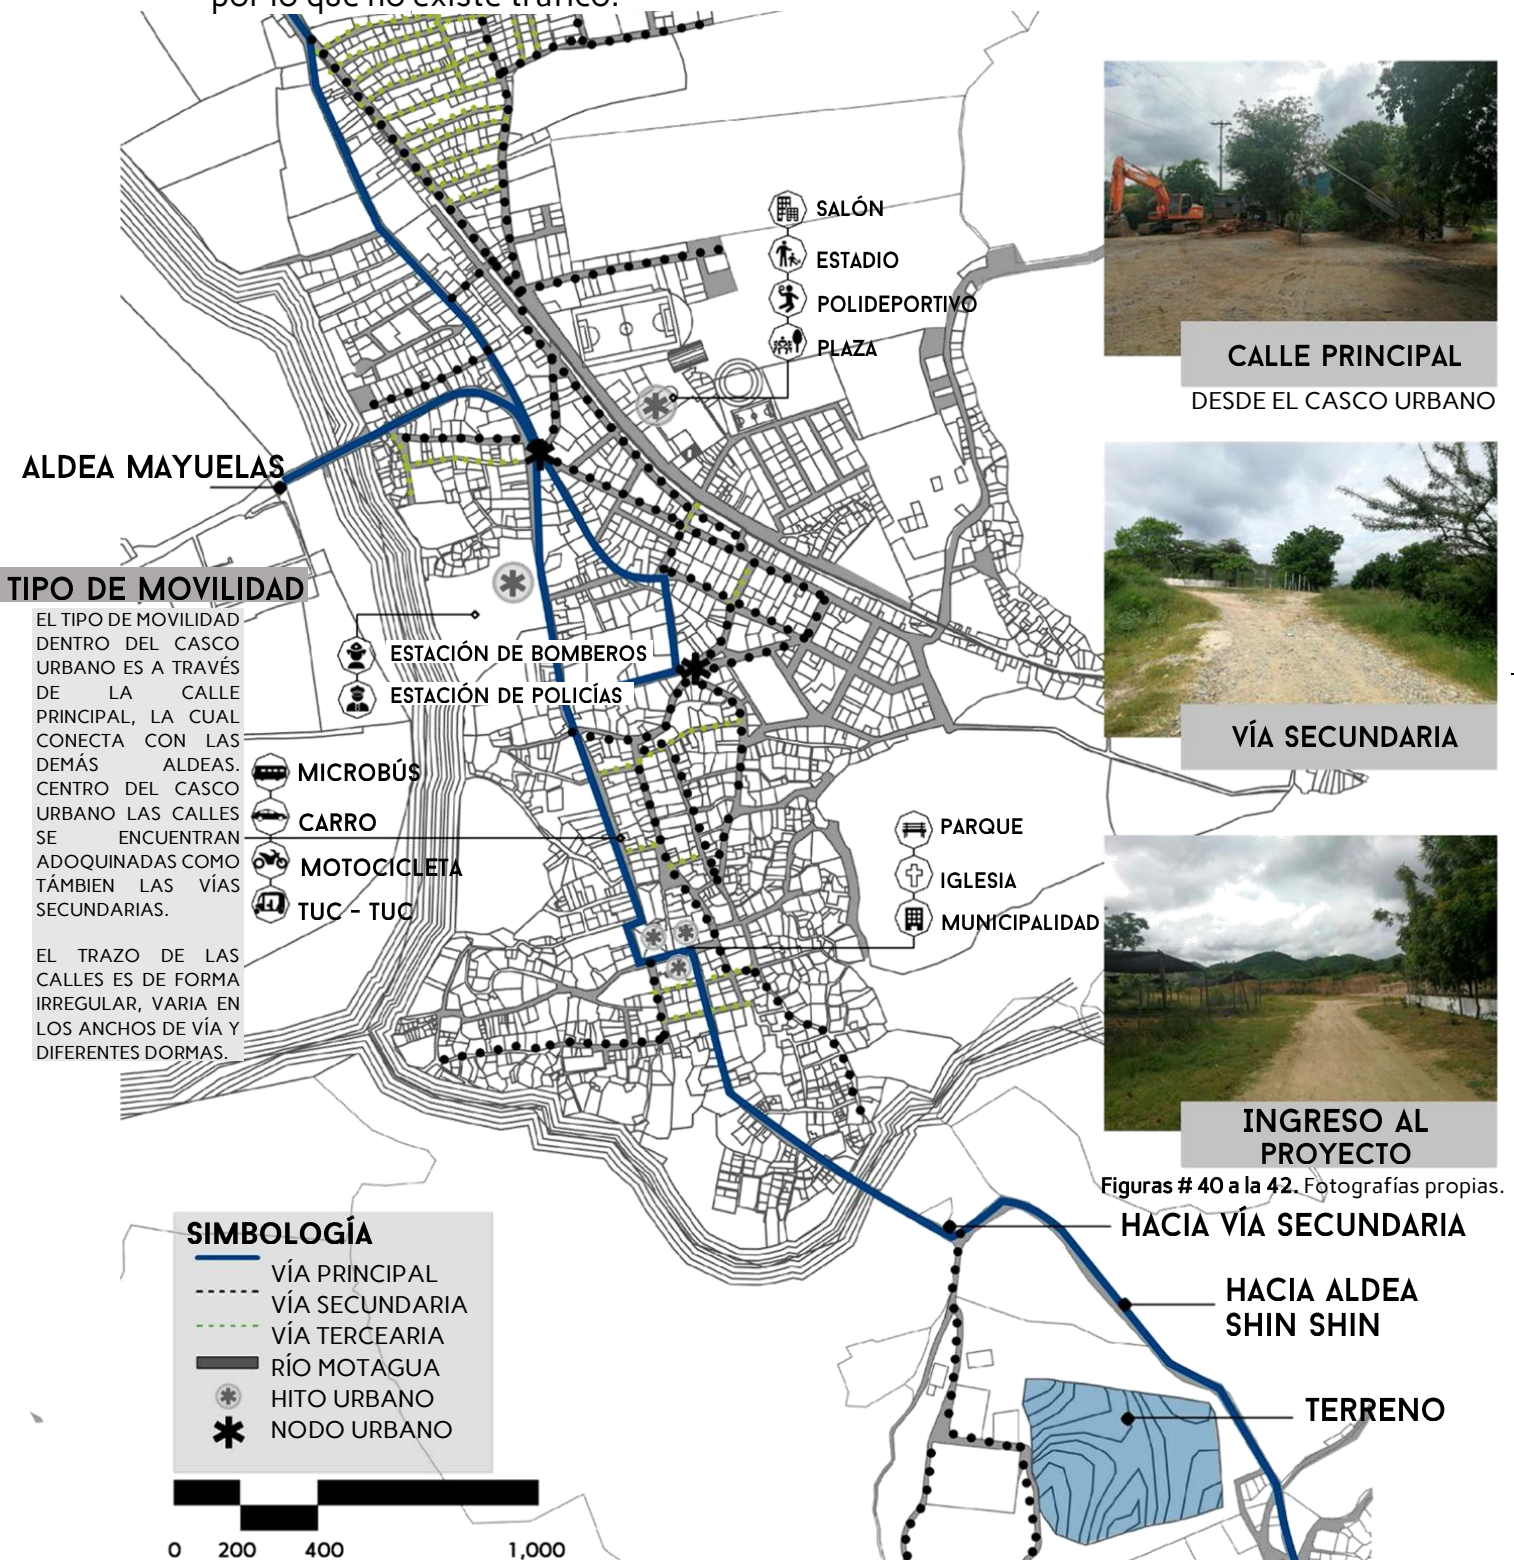 por lo que no existe tráfico.
SALÓN
ESTADIO
POLIDEPORTIVO
PLAZA
CALLE PRINCIPAL
DESDE EL CASCO URBANO
ALDEA MAYUELAS
TIPO DE MOVILIDAD
EL TIPO DE MOVILIDAD
DENTRO DEL CASCO
URBANO ES A TRAVÉS
DE LA CALLE
PRINCIPAL, LA CUAL
CONECTA CON LAS
DEMÁS ALDEAS.
CENTRO DEL CASCO
URBANO LAS CALLES
SE ENCUENTRAN
ADOQUINADAS COMO
TÁMBIEN LAS VÍAS
SECUNDARIAS.
EL TRAZO DE LAS
CALLES ES DE FORMA
IRREGULAR, VARIA EN
LOS ANCHOS DE VÍA Y
DIFERENTES DORMAS.
ESTACIÓN DE BOMBEROS
ESTACIÓN DE POLICÍAS
MICROBÚS
CARRO
MOTOCICLETA
TUC - TUC
VÍA SECUNDARIA
PARQUE
IGLESIA
MUNICIPALIDAD
INGRESO AL
PROYECTO
Figuras # 40 a la 42. Fotografías propias.
HACIA VÍA SECUNDARIA
HACIA ALDEA
SHIN SHIN
TERRENO
SIMBOLOGÍA
VÍA PRINCIPAL
VÍA SECUNDARIA
VÍA TERCEARIA
RÍO MOTAGUA
HITO URBANO
NODO URBANO
0 200 400 1,000